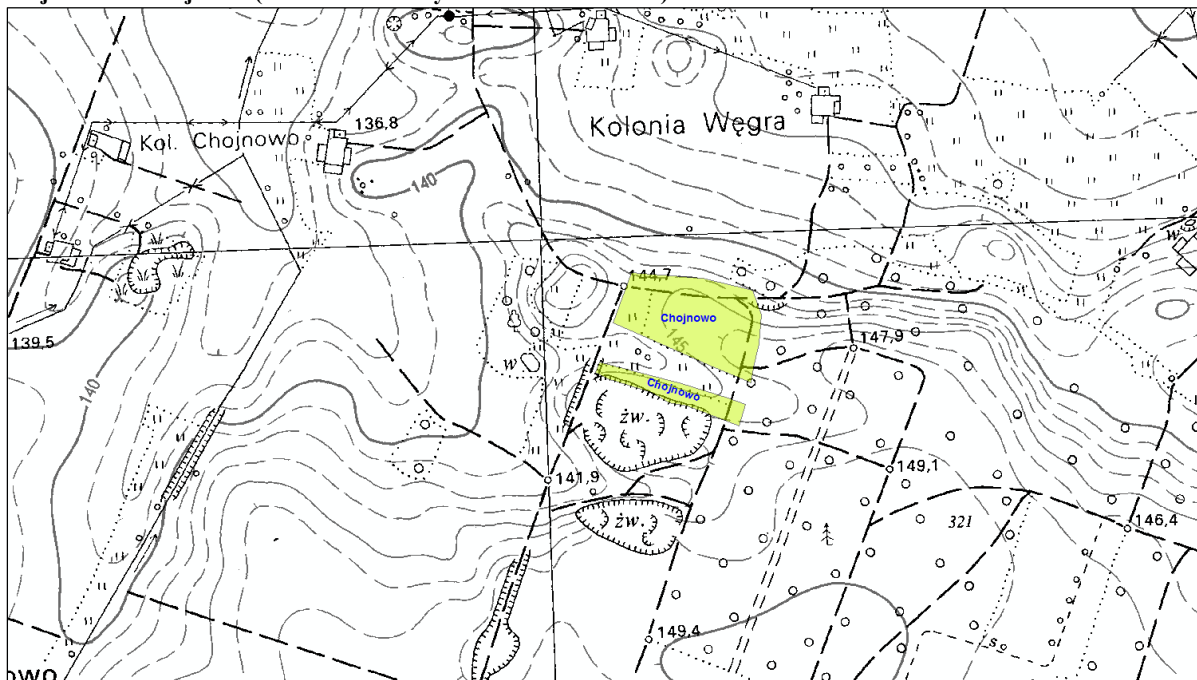 136,8
Kol. Chojnowo
Kolonia Węgra
140
w
144,7
Chojnowo
145
139,5
147,9
w
Chojnowo
140
żw.
149,1
141,9
żw.
321
146,4
149,4
s
OWO